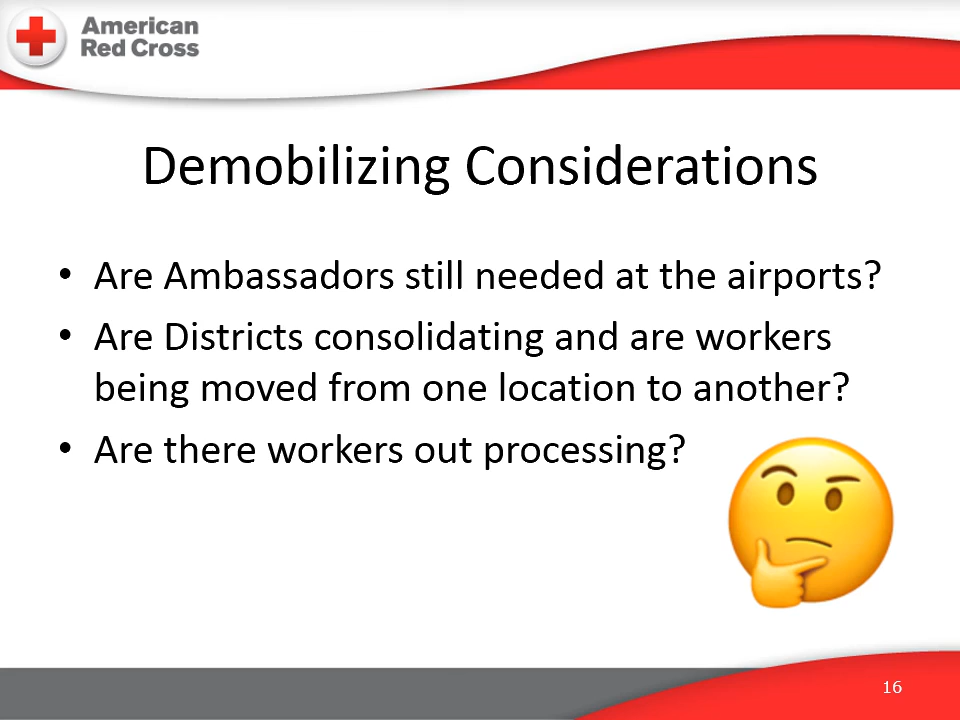 American
Red Cross
Demobilizing Considerations
• Are Ambassadors still needed at the airports?
• Are Districts consolidating and are workers
being moved from one location to another?
• Are there workers out processing?
16